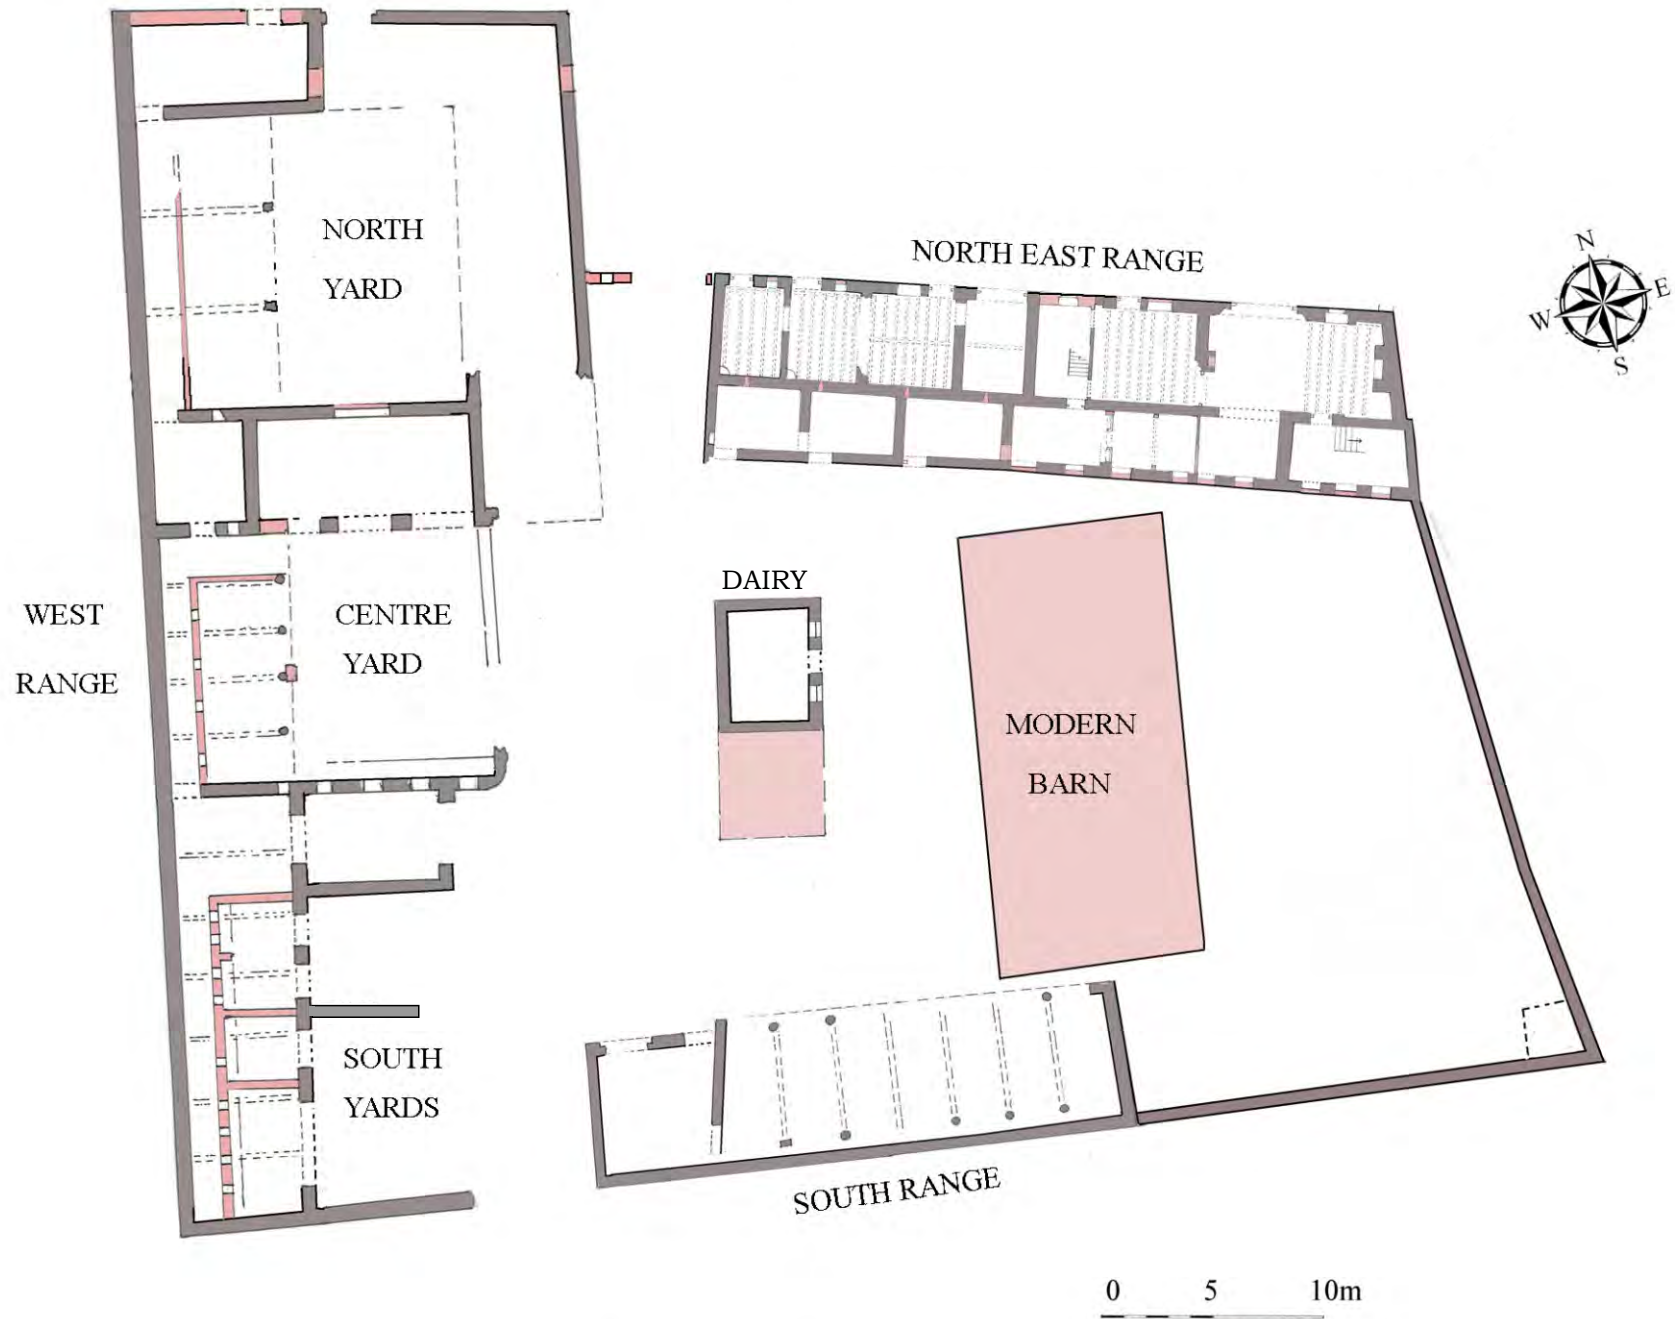 NORTH
YARD
NORTH EAST RANGE
N
E
W
S
DAIRY
WEST
RANGE
CENTRE
YARD
MODERN
BARN
SOUTH
YARDS
SOUTH RANGE
0 5 10m